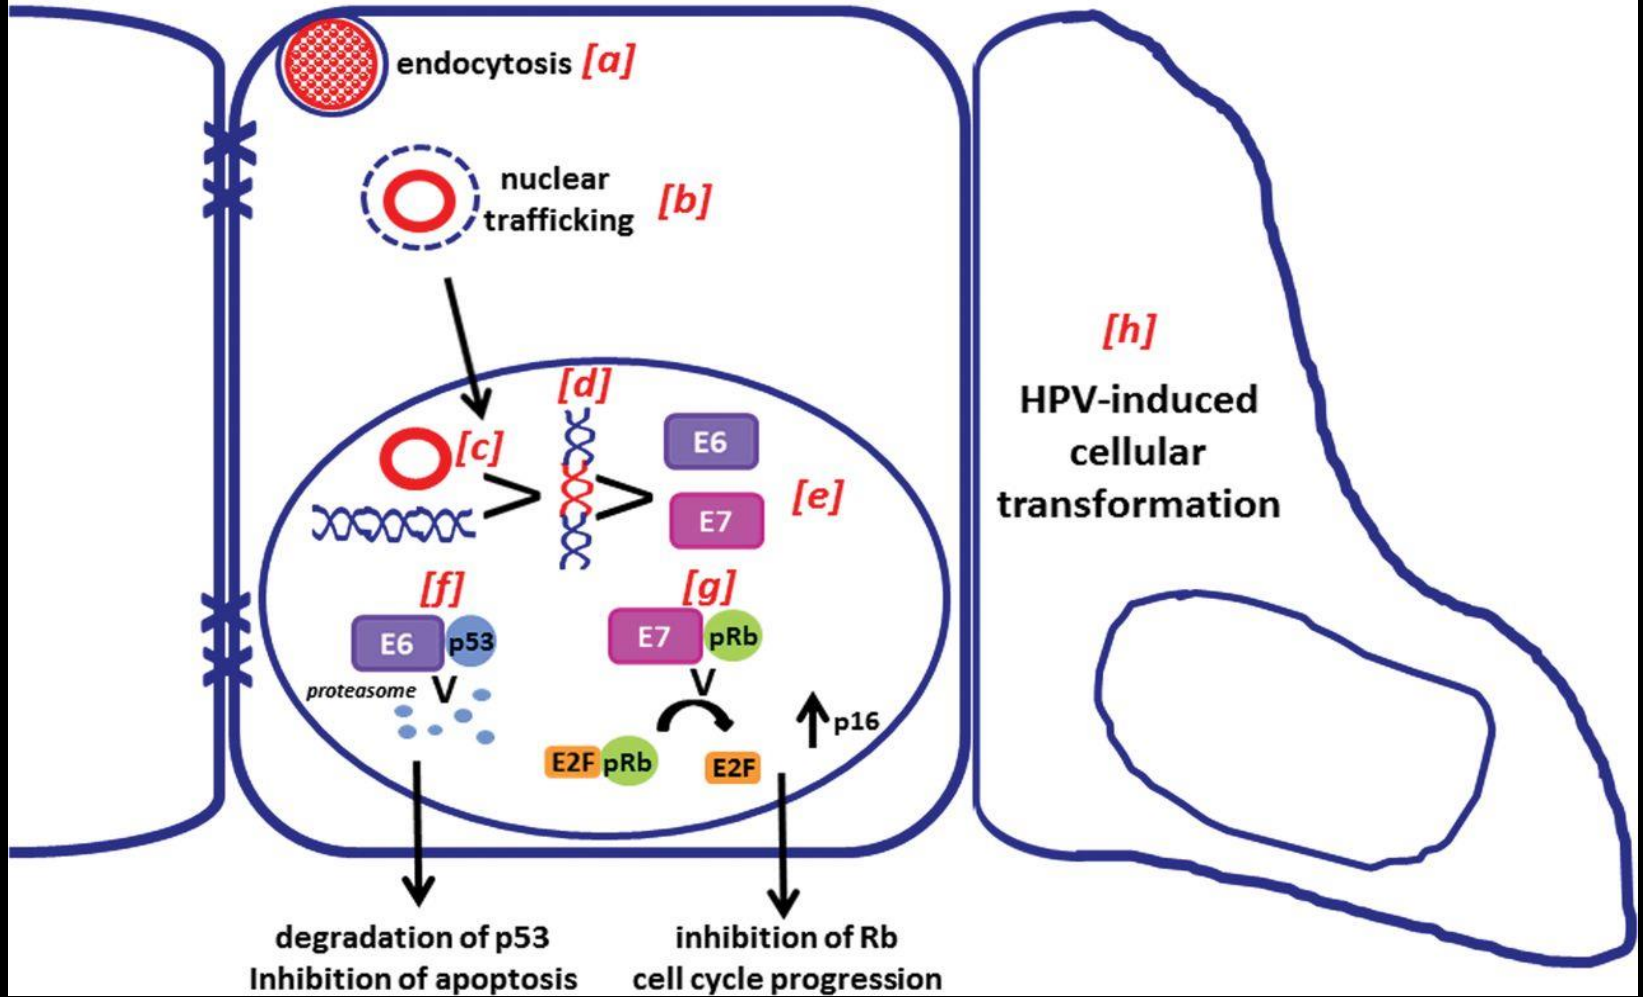 endocytosis [a]
nuclear
trafficking
[b]
[d]
[c]
E6
E7
[e]
[h]
HPV-induced
cellular
transformation
[f]
E6 p53
proteasome
[g]
E7 pRb
p16
E2F pRb
E2F
degradation of p53
Inhibition of apoptosis
inhibition of Rb
cell cycle progression